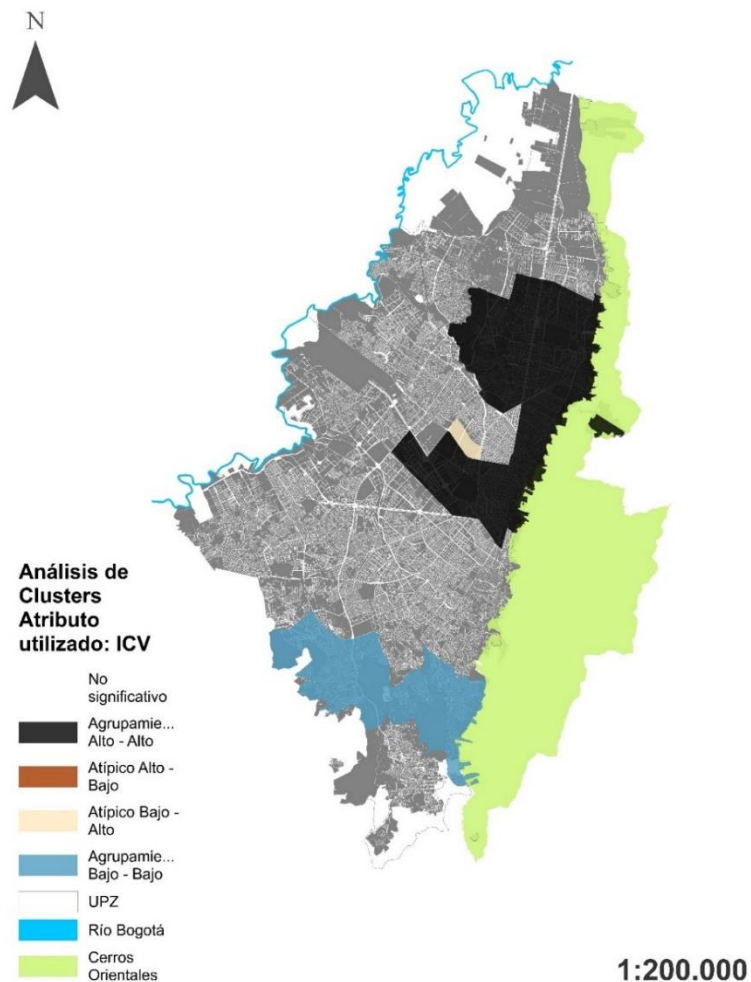 N
Análisis de
Clusters
Atributo
utilizado: ICV
No
significativo
Agrupamie...
Alto - Alto
Atípico Alto -
Bajo
Atípico Bajo -
Alto
Agrupamie...
Bajo - Bajo
UPZ
Río Bogotá
Cerros
Orientales
1:200.000